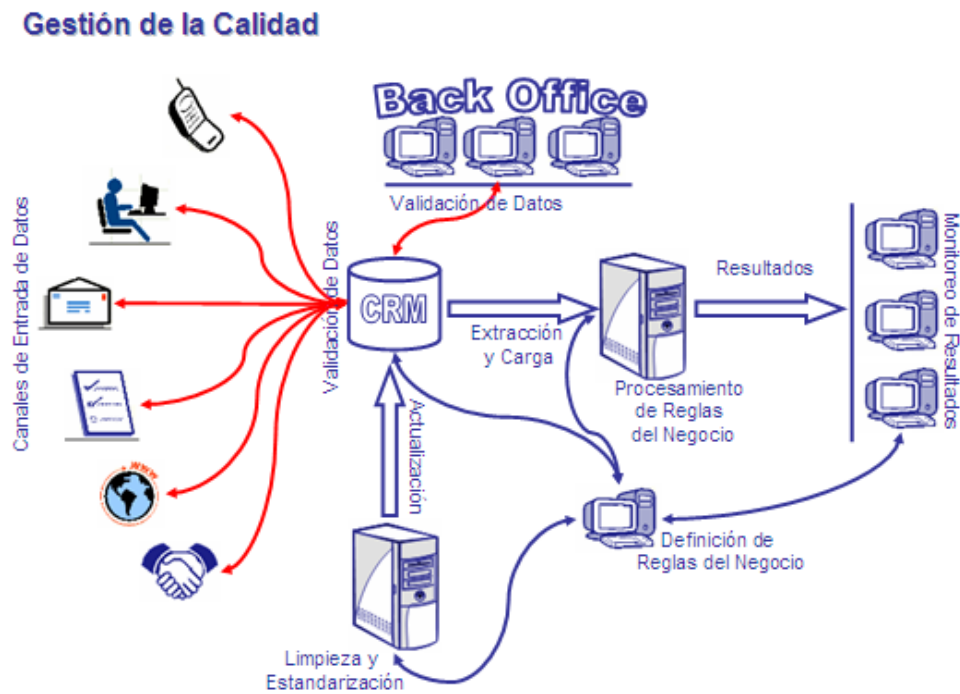 Gestión de la Calidad
Back Office
Validación de Datos
Canales de Entrada de Datos
Validación de Datos
CRM
Extracción
y Carga
Resultados
Monitoreo de Resultados
Procesamiento
de Reglas
del Negocio
Actualización
WWW
Definición de
Reglas del Negocio
Limpieza y
Estandarización